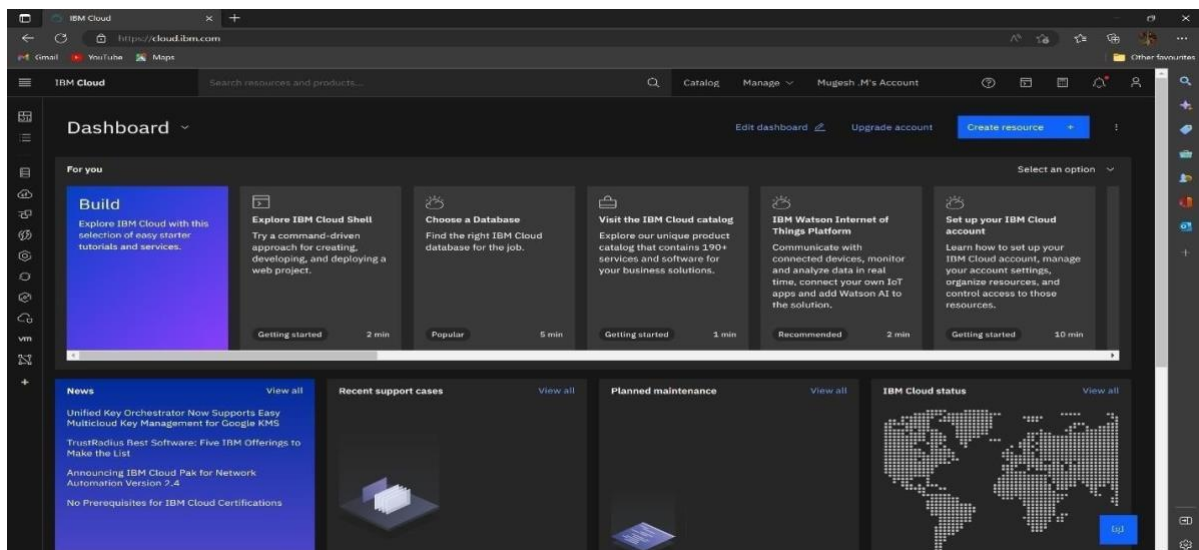 IBM Cloud
https://cloud.ibm.com
Gmail YouTube Maps Other favourites
IBM Cloud Search resources and products... Catalog Manage Mugesh .M's Account
Dashboard Edit dashboard Upgrade account Create resource +
For you Select an option
Build
Explore IBM Cloud with this
selection of easy starter
tutorials and services.
Explore IBM Cloud Shell
Try a command-driven
approach for creating,
developing, and deploying a
web project.
Getting started 2 min
Choose a Database
Find the right IBM Cloud
database for the job.
Popular 5 min
Visit the IBM Cloud catalog
Explore our unique product
catalog that contains 190+
services and software for
your business solutions.
Getting started 1 min
IBM Watson Internet of
Things Platform
Communicate with
connected devices, monitor
and analyze data in real
time, connect your own IoT
apps and add Watson AI to
the solution.
Recommended 2 min
Set up your IBM Cloud
account
Learn how to set up your
IBM Cloud account, manage
your account settings,
organize resources, and
control access to those
resources.
Getting started 10 min
vm
News View all
Unified Key Orchestrator Now Supports Easy
Multicloud Key Management for Google KMS
TrustRadius Best Software: Five IBM Offerings to
Make the List
Announcing IBM Cloud Pak for Network
Automation Version 2.4
No Prerequisites for IBM Cloud Certifications
Recent support cases View all
Planned maintenance View all
IBM Cloud status View all